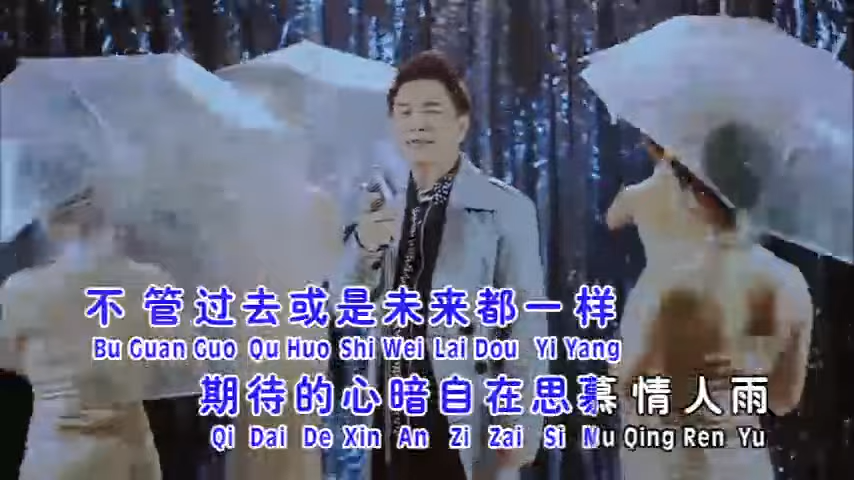 不管过去或是未来都一样
Bu Guan Guo Qu Huo Shi Wei Lai Dou Yi Yang
期待的心暗自在思慕情人雨
Qi Dai De Xin An Zi Zai Si Mu Qing Ren Yu